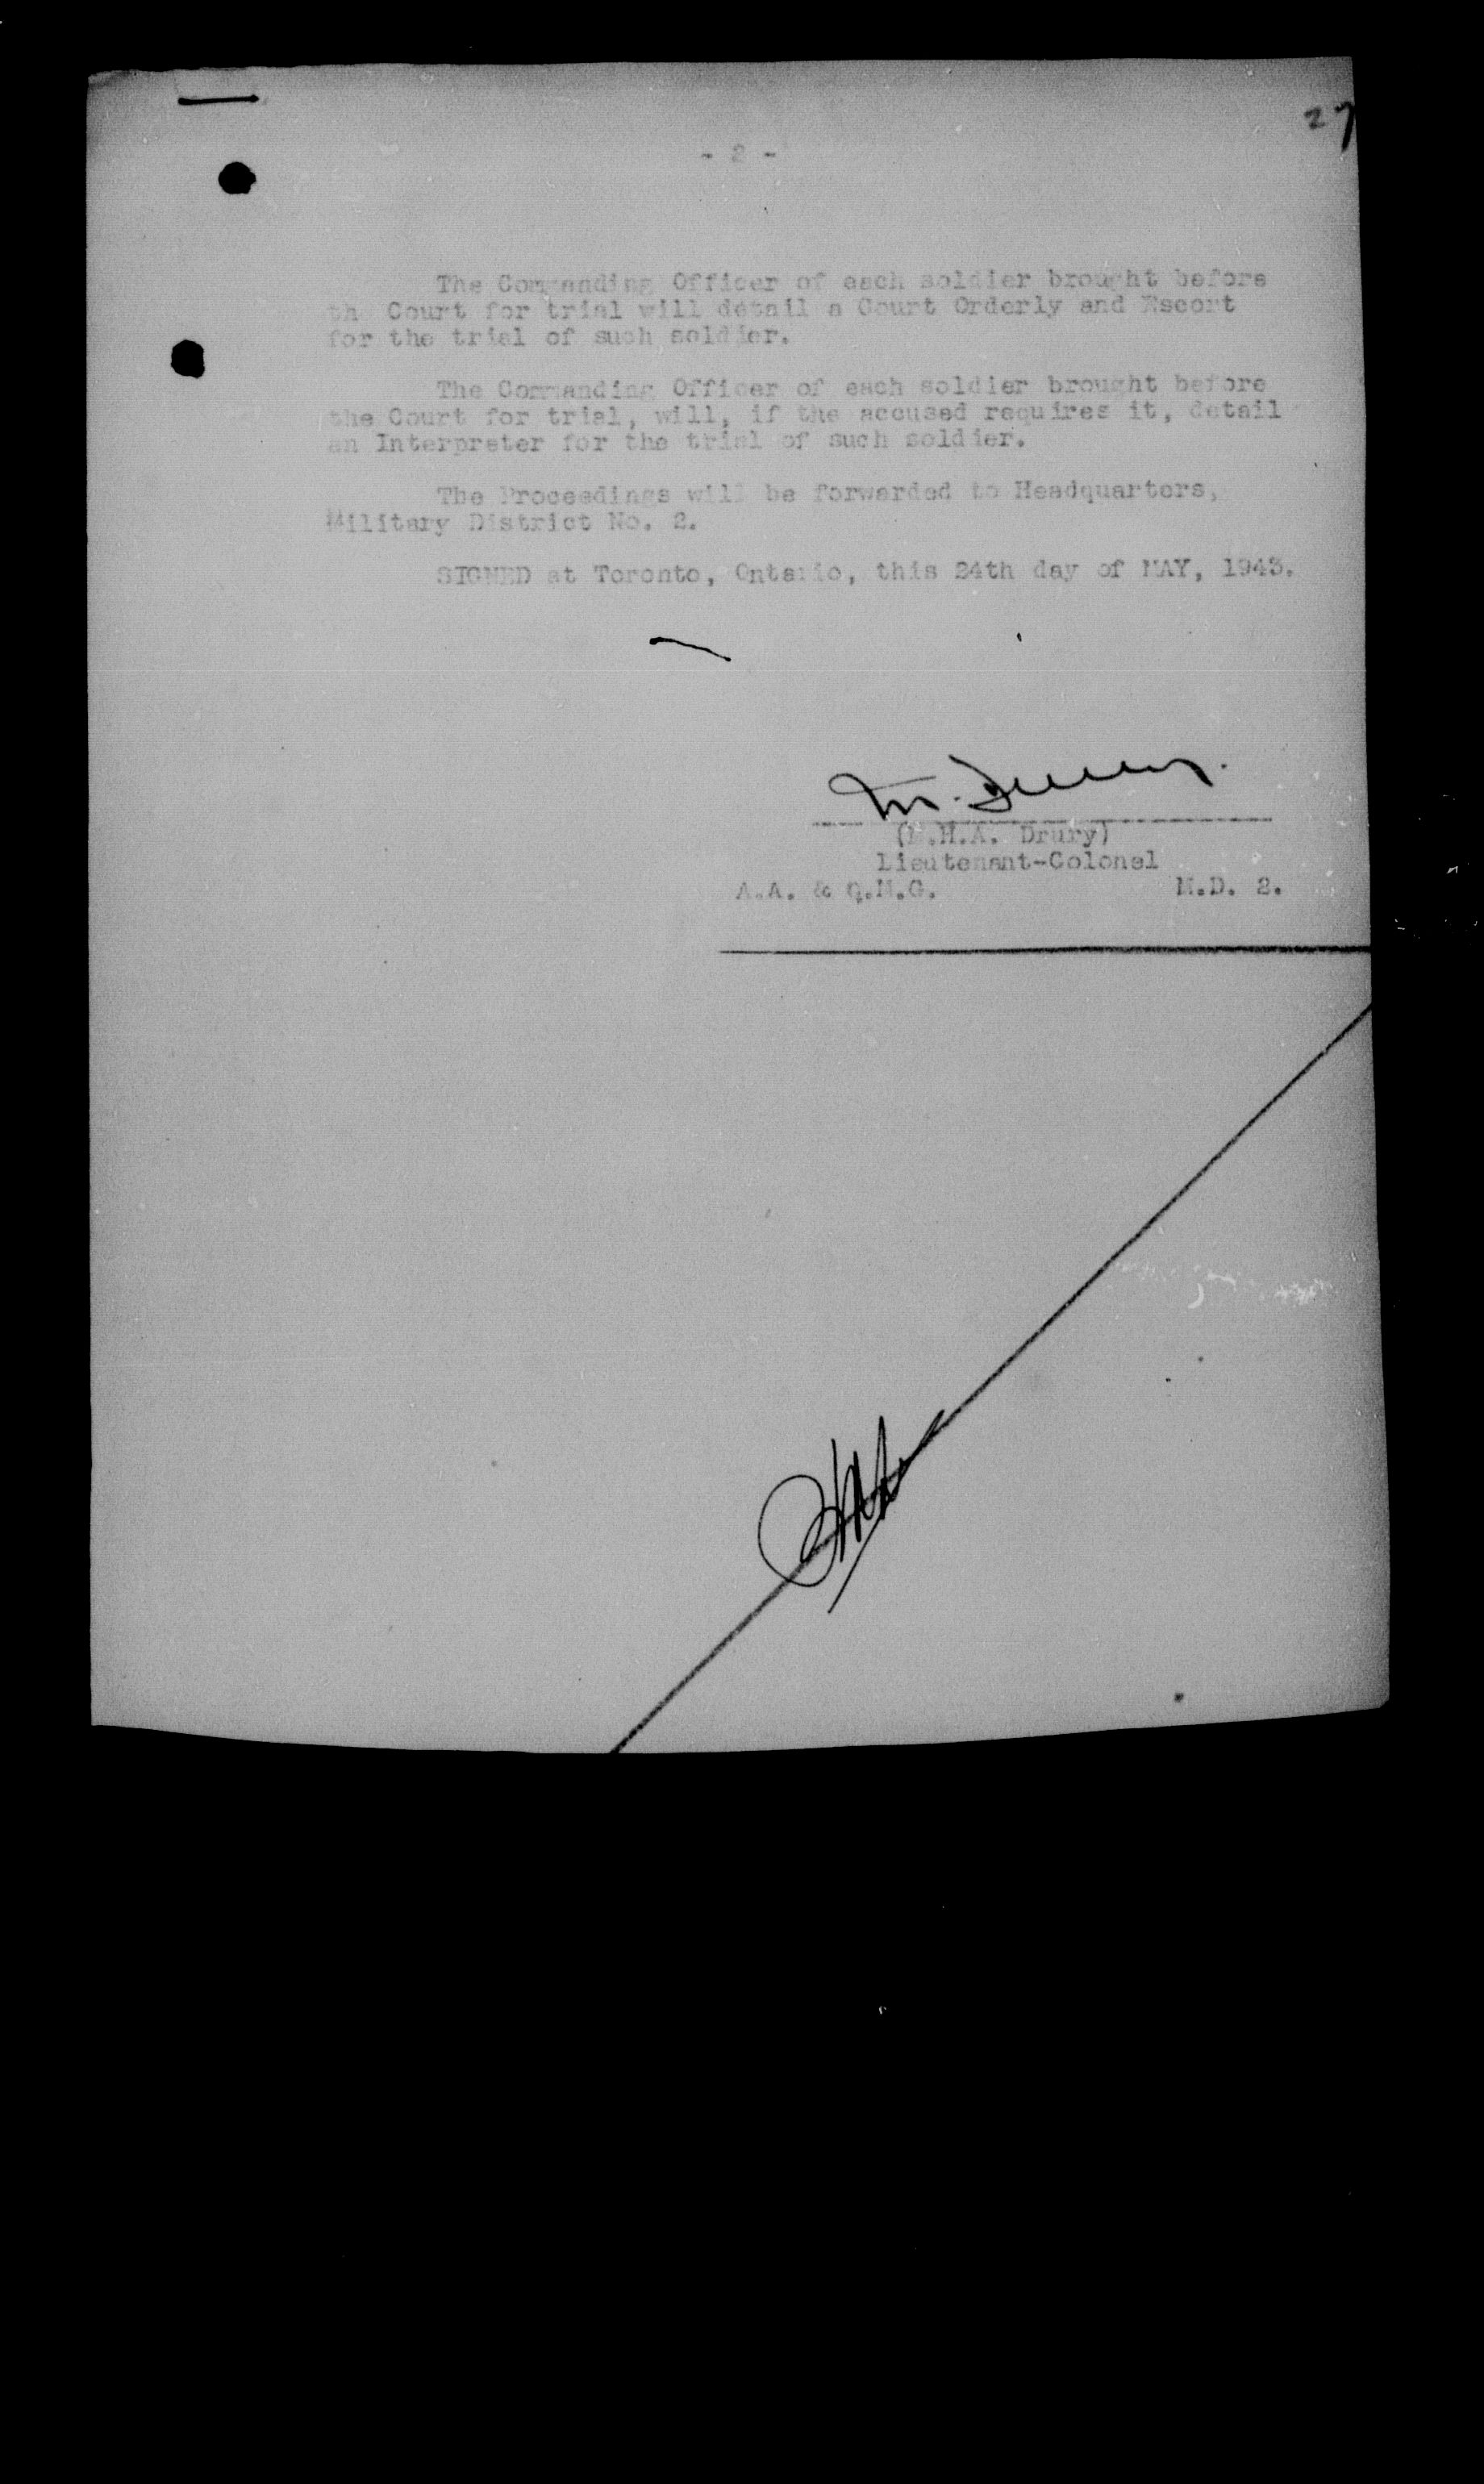 27
- 2 -
The Commanding Officer of each soldier brought before
th Court for trial will detail a Court Orderly and Escort
for the trial of such soldier.
The Commanding Officer of each soldier brought before
the Court for trial, will, if the accused requires it, detail
an Interpreter for the trial of such soldier.
The Proceedings will be forwarded to Headquarters,
Military District No. 2.
SIGNED at Toronto, Ontario, this 24th day of MAY, 1943.
M. Drury.
(M.H.A. Drury)
Lieutenant-Colonel
A.A. & Q.M.G. M.D. 2.